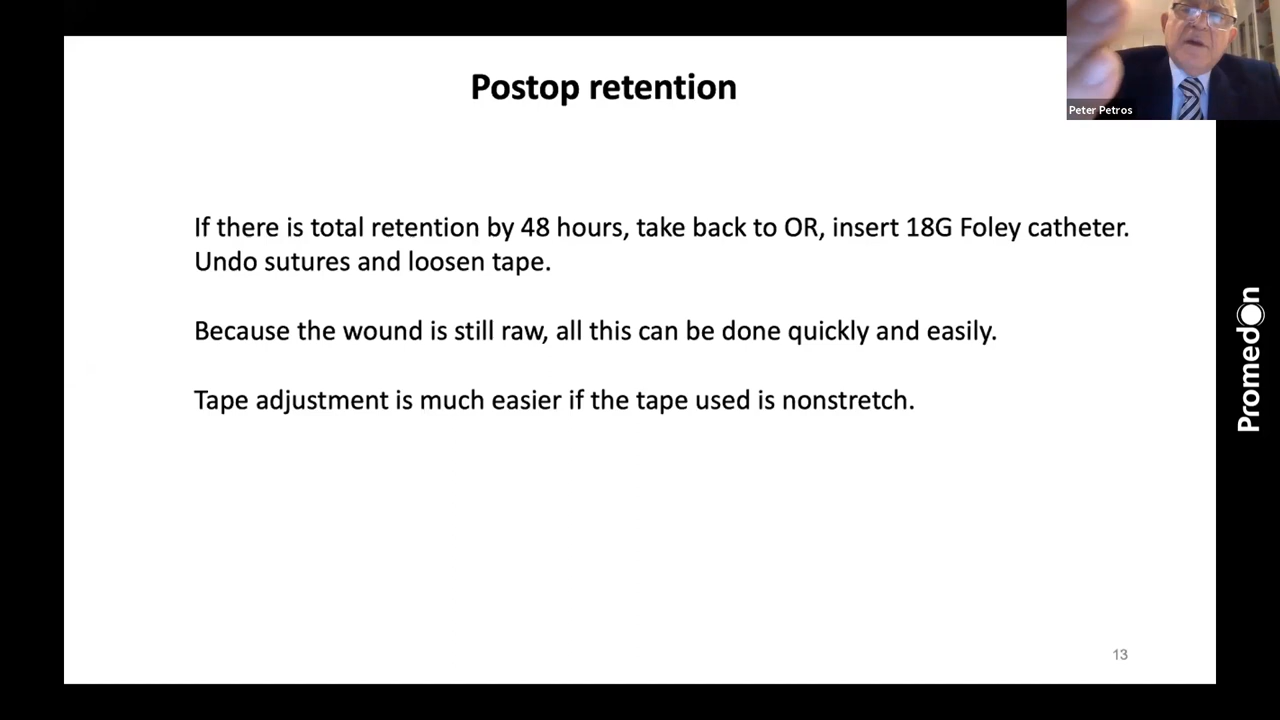 Postop retention
Peter Petros
If there is total retention by 48 hours, take back to OR, insert 18G Foley catheter.
Undo sutures and loosen tape.
Because the wound is still raw, all this can be done quickly and easily.
Tape adjustment is much easier if the tape used is nonstretch.
Promedon
13